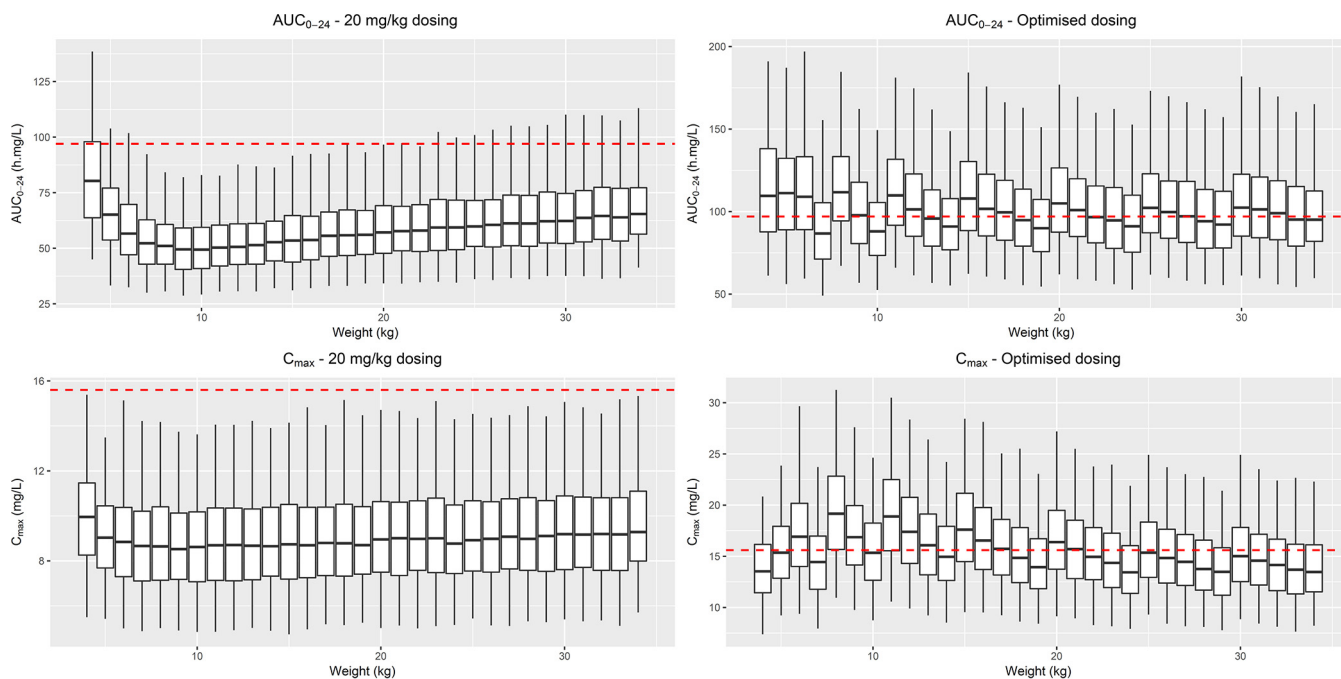 AUC₀₋₂₄ - 20 mg/kg dosing
AUC₀₋₂₄ (h.mg/L)
125
100
75
50
25
10
20
30
Weight (kg)
AUC₀₋₂₄ - Optimised dosing
AUC₀₋₂₄ (h.mg/L)
200
150
100
50
10
20
30
Weight (kg)
Cmax - 20 mg/kg dosing
Cmax (mg/L)
16
12
8
10
20
30
Weight (kg)
Cmax - Optimised dosing
Cmax (mg/L)
30
25
20
15
10
10
20
30
Weight (kg)